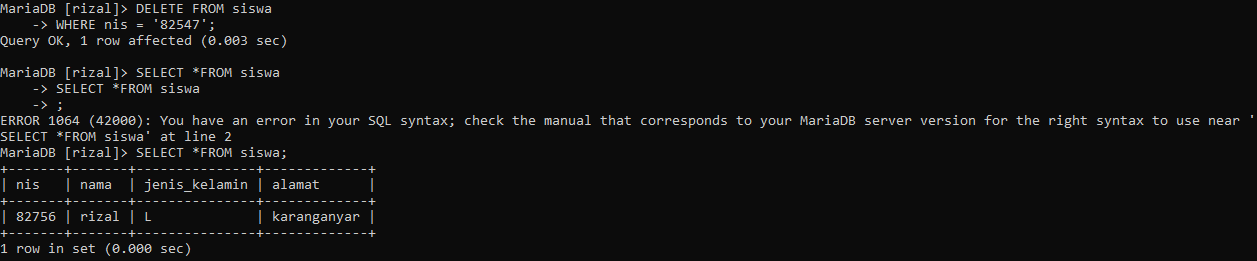 MariaDB [rizal]> DELETE FROM siswa
    -> WHERE nis = '82547';
Query OK, 1 row affected (0.003 sec)

MariaDB [rizal]> SELECT *FROM siswa
    -> SELECT *FROM siswa
    -> ;
ERROR 1064 (42000): You have an error in your SQL syntax; check the manual that corresponds to your MariaDB server version for the right syntax to use near '
SELECT *FROM siswa' at line 2
MariaDB [rizal]> SELECT *FROM siswa;
+-------+-------+---------------+-------------+
| nis   | nama  | jenis_kelamin | alamat      |
+-------+-------+---------------+-------------+
| 82756 | rizal | L             | karanganyar |
+-------+-------+---------------+-------------+
1 row in set (0.000 sec)